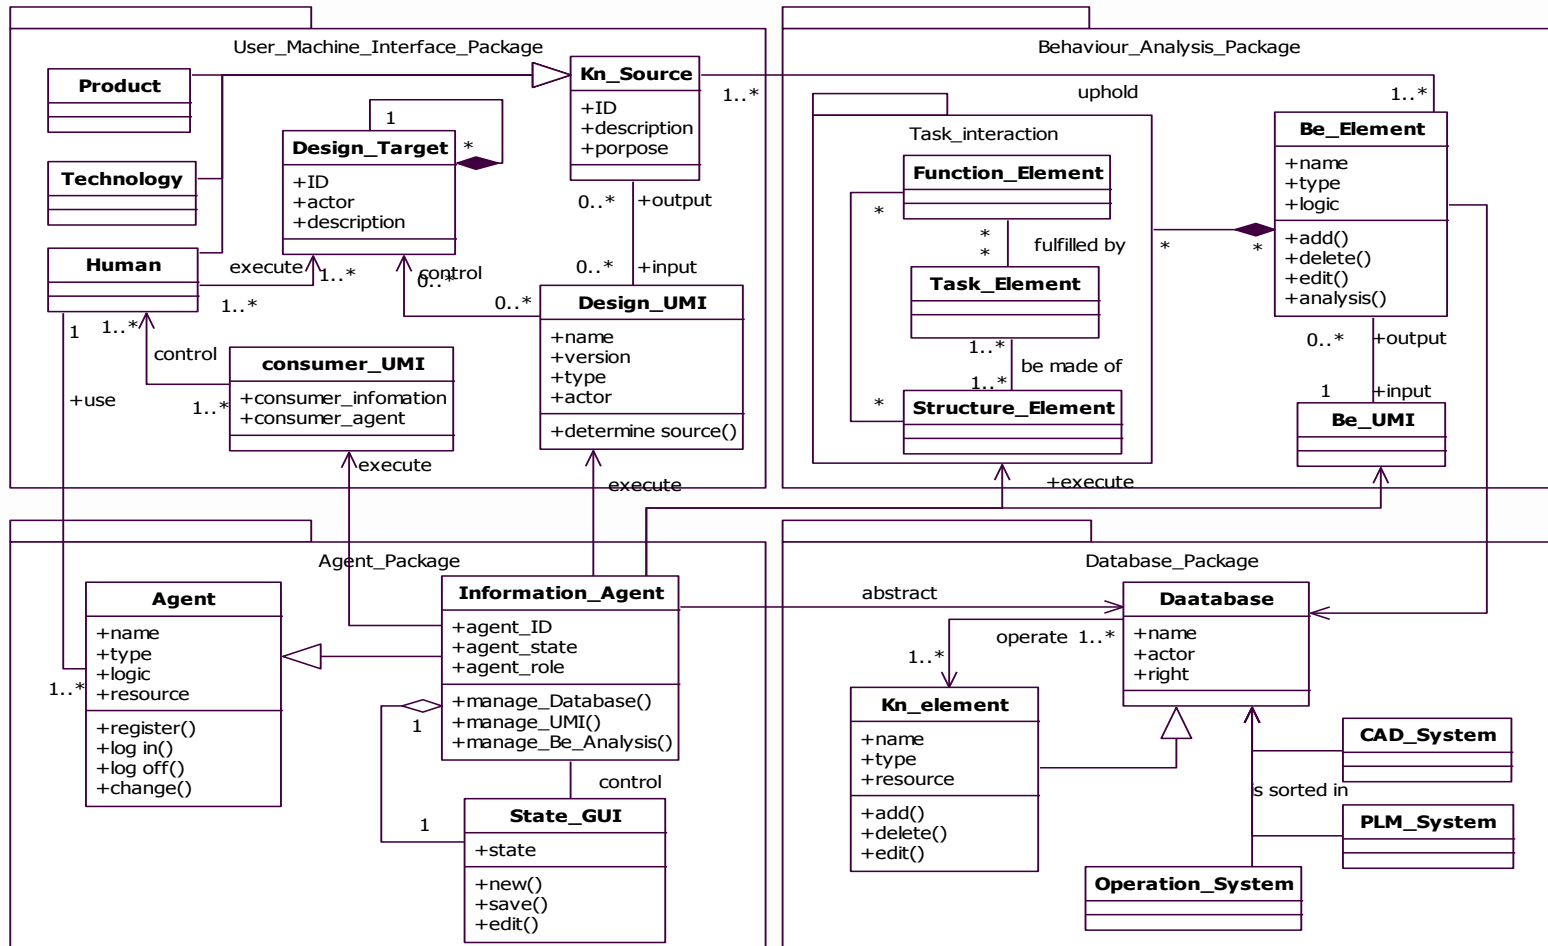 User_Machine_Interface_Package
Product
Technology
Human
Design_Target
+ID
+actor
+description
1
*
Kn_Source
+ID
+description
+porpose
0..*
+output
0..*
+input
execute
1..*
1..*
control
0..*
0..*
Design_UMI
+name
+version
+type
+actor
+determine source()
1
1..*
control
+use
1..*
consumer_UMI
+consumer_infomation
+consumer_agent
execute
execute
Behaviour_Analysis_Package
1..*
uphold
1..*
Task_interaction
Function_Element
*
*
*
fulfilled by
Task_Element
1..*
be made of
1..*
*
Structure_Element
*
*
Be_Element
+name
+type
+logic
+add()
+delete()
+edit()
+analysis()
0..*
+output
1
+input
Be_UMI
+execute
Agent_Package
Agent
+name
+type
+logic
+resource
+register()
+log in()
+log off()
+change()
1..*
Information_Agent
+agent_ID
+agent_state
+agent_role
+manage_Database()
+manage_UMI()
+manage_Be_Analysis()
1
control
1
State_GUI
+state
+new()
+save()
+edit()
Database_Package
abstract
Daatabase
+name
+actor
+right
operate
1..*
1..*
Kn_element
+name
+type
+resource
+add()
+delete()
+edit()
CAD_System
is sorted in
PLM_System
Operation_System